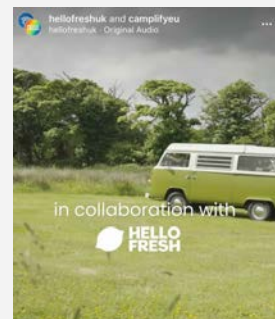 hellofreshuk and camplifyeu
hellofreshuk · Original Audio
in collaboration with
HELLO
FRESH